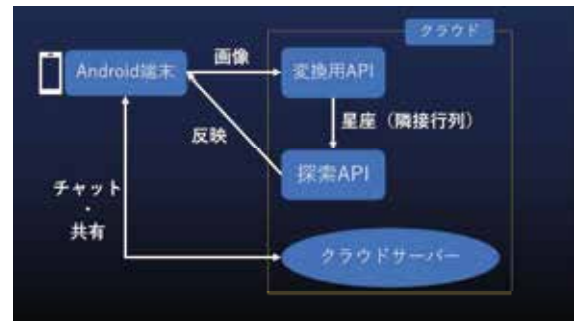 クラウド
Android端末
画像
変換用API
星座（隣接行列）
反映
探索API
チャット
・
共有
クラウドサーバー